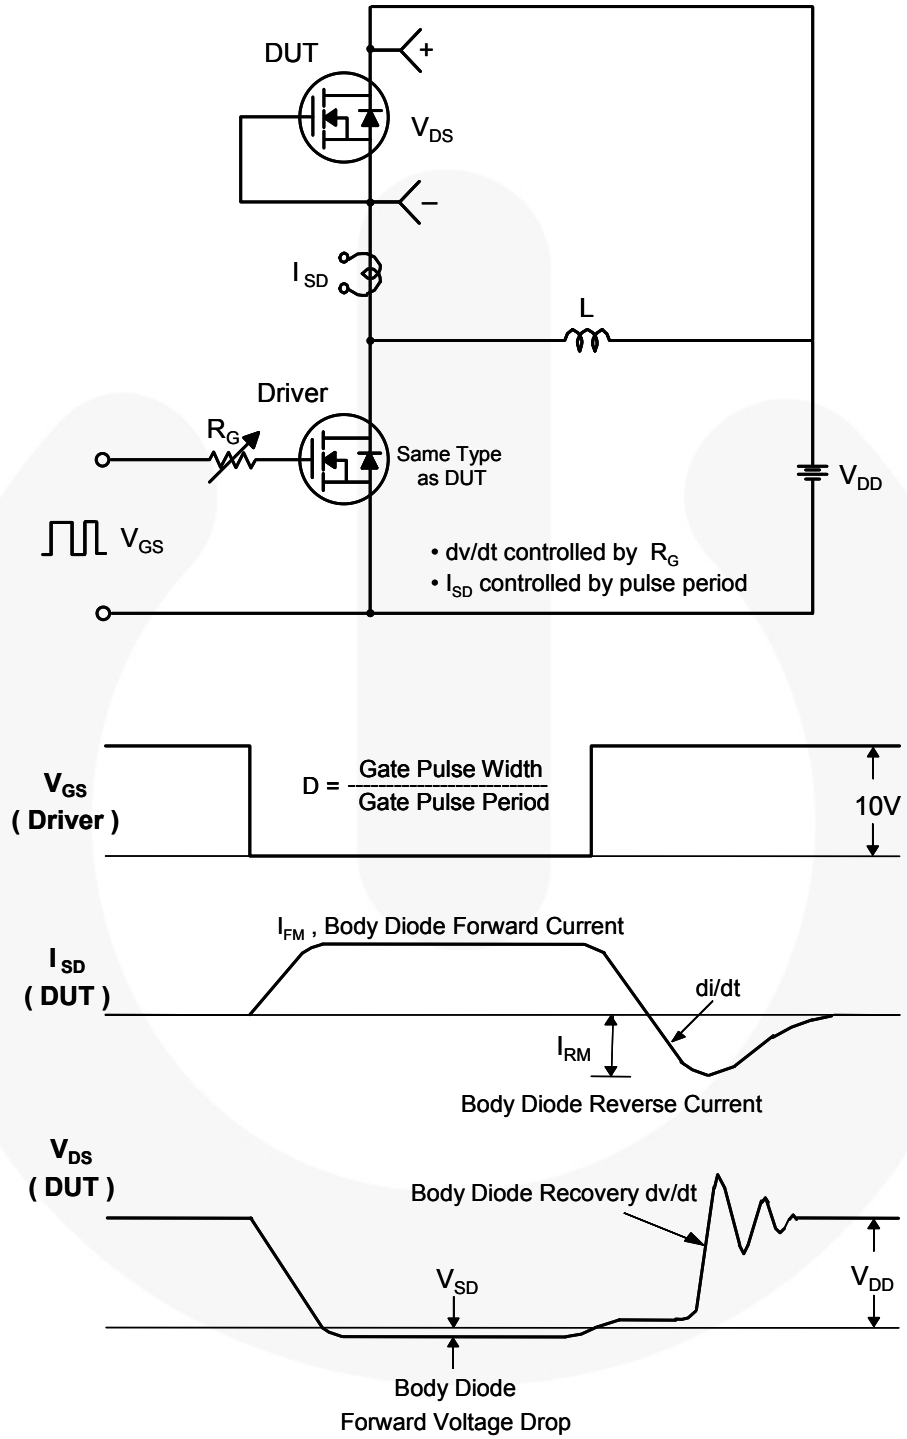 DUT
+
V_DS
–
I_SD
L
Driver
R_G
Same Type
as DUT
V_DD
V_GS
• dv/dt controlled by R_G
• I_SD controlled by pulse period
V_GS
( Driver )
D = Gate Pulse Width
Gate Pulse Period
10V
I_FM , Body Diode Forward Current
I_SD
( DUT )
di/dt
I_RM
Body Diode Reverse Current
V_DS
( DUT )
Body Diode Recovery dv/dt
V_SD
V_DD
Body Diode
Forward Voltage Drop